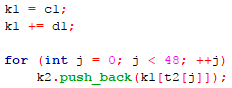 k1 = c1;
k1 += d1;
for (int j = 0; j < 48; ++j)
k2.push_back(k1[t2[j]]);